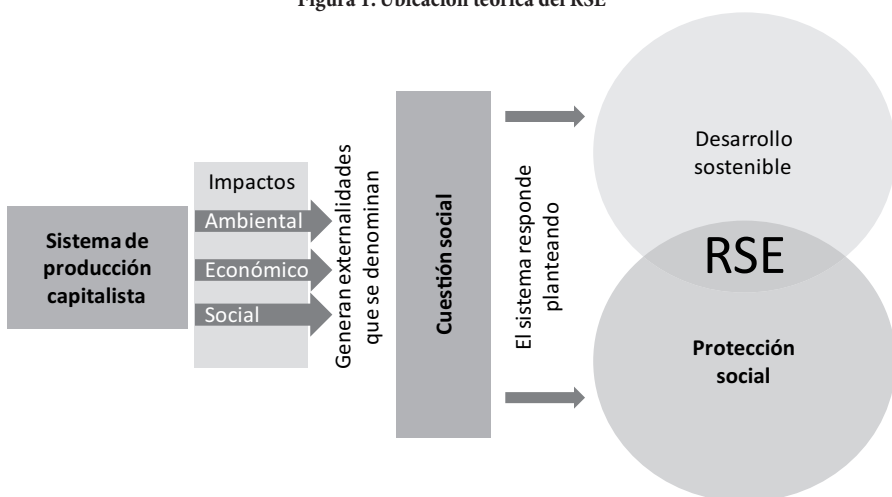 Figura 1. Ubicación teórica del RSE
Sistema de
producción
capitalista
Impactos
Ambiental
Económico
Social
Generan externalidades
que se denominan
Cuestión social
El sistema responde
planteando
Desarrollo
sostenible
RSE
Protección
social